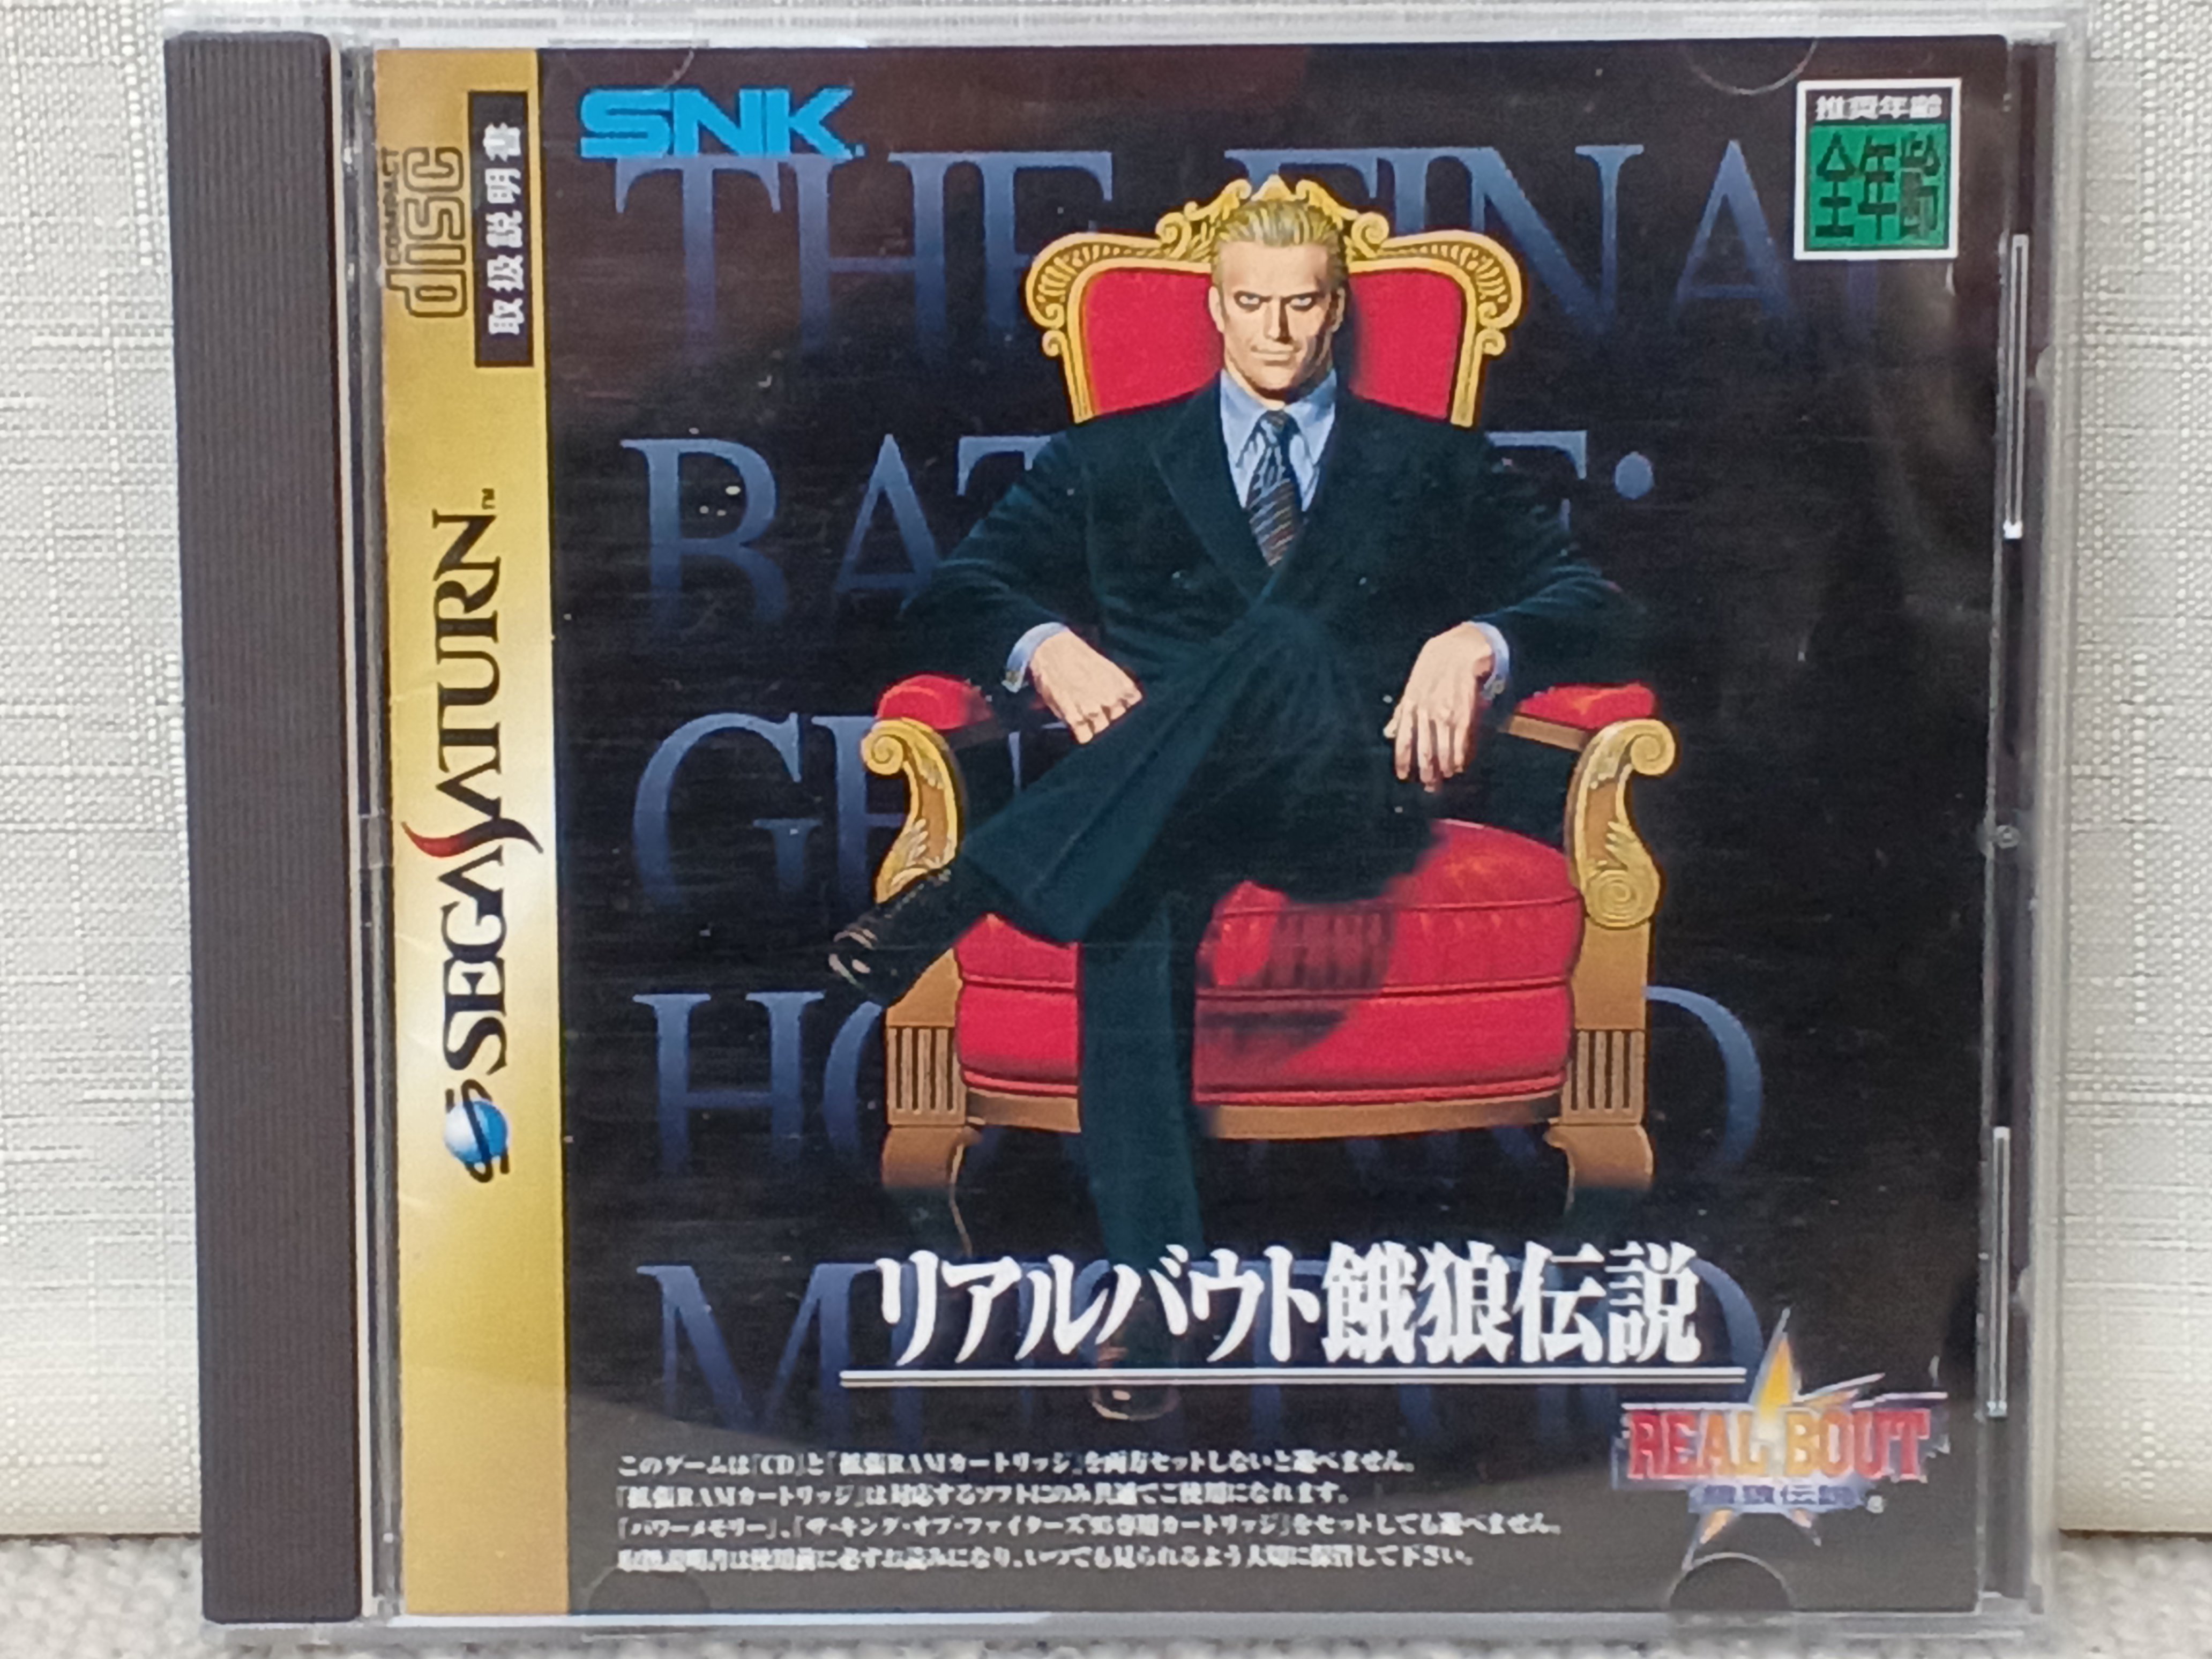 SNK
推奨年齢
全年齢
COMPACT
disc
取扱説明書
SEGA SATURN™
THE FINAL
BAT E:
GE
HO D
M
リアルバウト餓狼伝説
REAL BOUT
餓狼伝説®
このゲームは「CD」と「拡張RAMカートリッジ」を両方セットしないと遊べません。
「拡張RAMカートリッジ」は対応するソフトにのみ共通でご使用になれます。
「パワーメモリー」、「ザ・キング・オブ・ファイターズ'95専用カートリッジ」をセットしても遊べません。
取扱説明書は使用前に必ずお読みになり、いつでも見られるよう大切に保管して下さい。